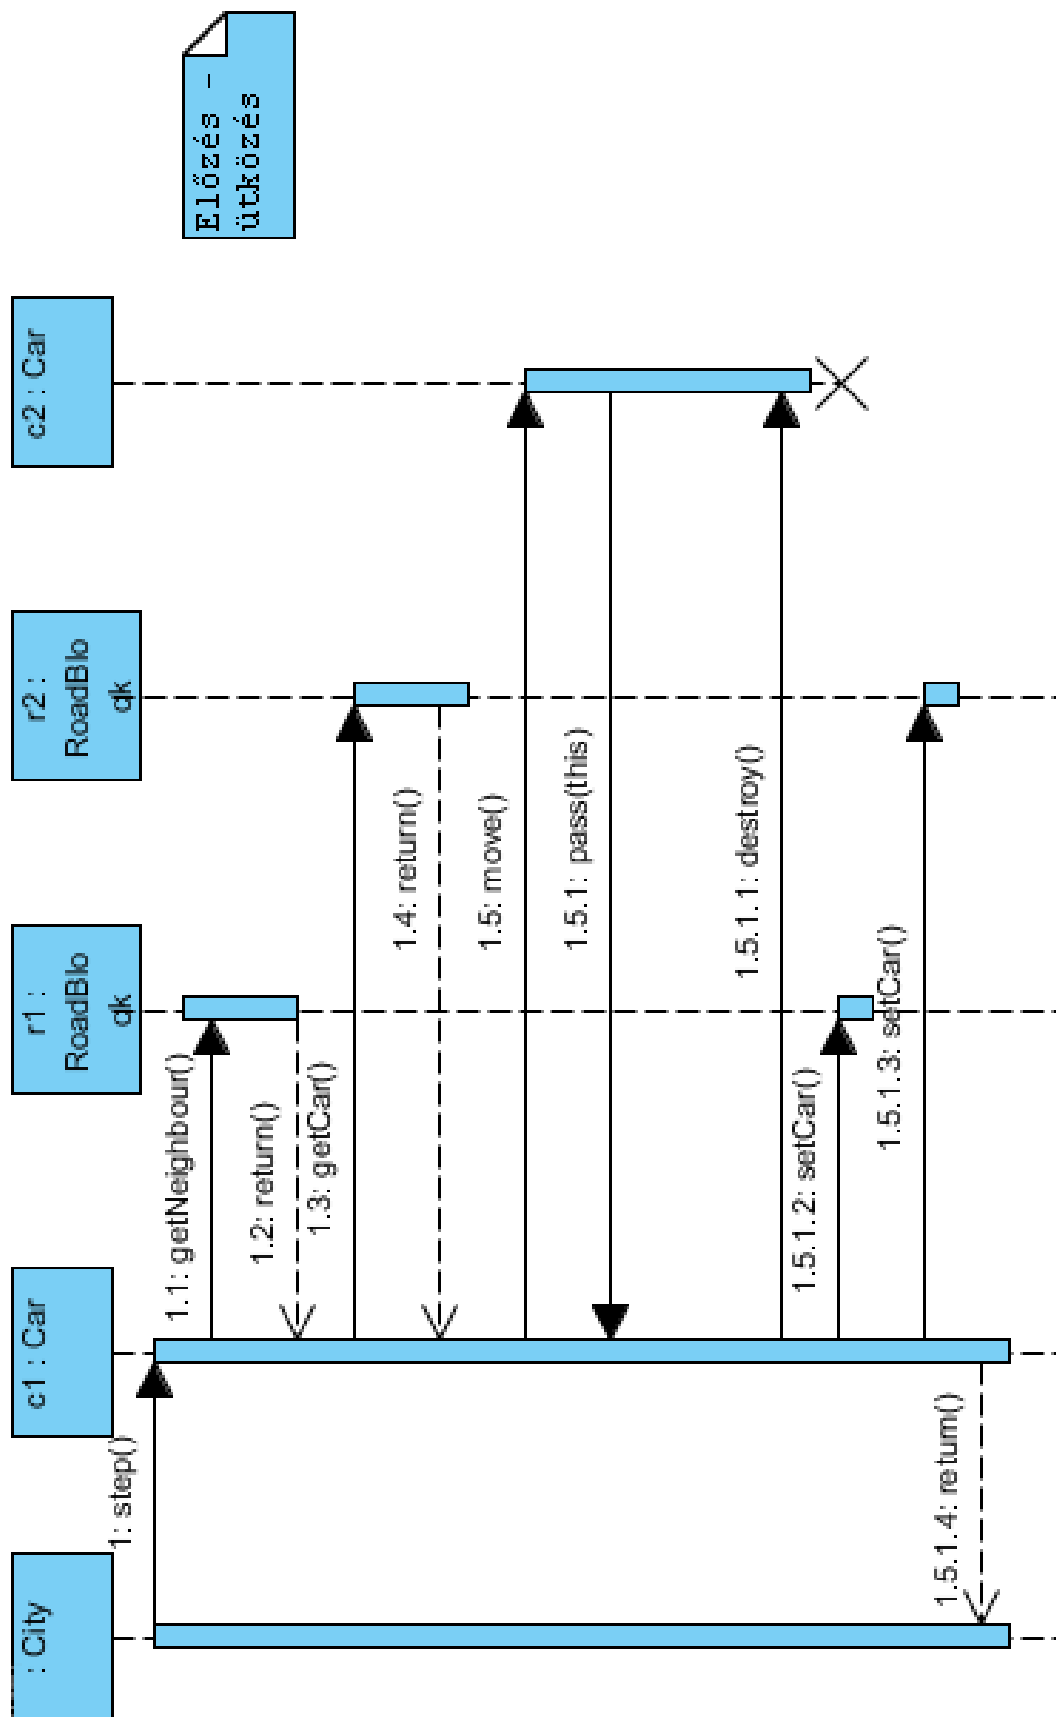 : City
c1 : Car
r1 :
RoadBlo
qk
r2 :
RoadBlo
qk
c2 : Car
Előzés –
ütközés
1: step()
1.1: getNeighbour()
1.2: return()
1.3: getCar()
1.4: return()
1.5: move()
1.5.1: pass(this)
1.5.1.1: destroy()
1.5.1.2: setCar()
1.5.1.3: setCar()
1.5.1.4: return()